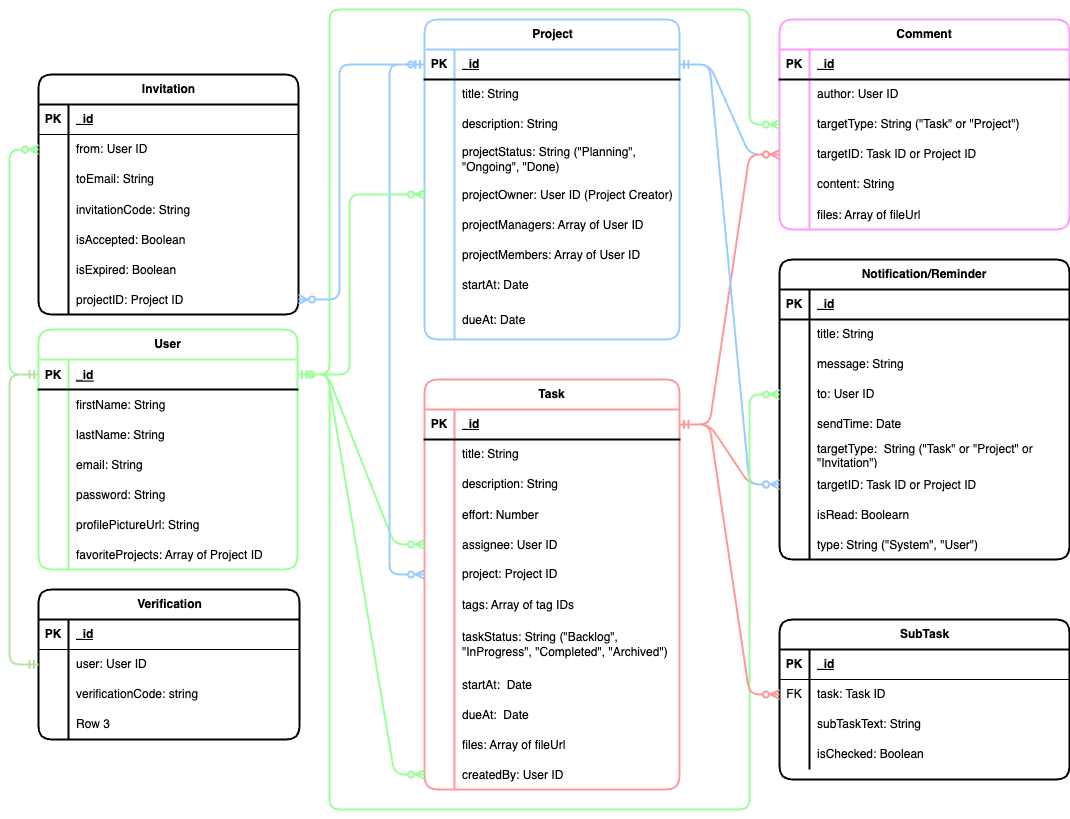 Invitation
PK _id
from: User ID
toEmail: String
invitationCode: String
isAccepted: Boolean
isExpired: Boolean
projectID: Project ID
User
PK _id
firstName: String
lastName: String
email: String
password: String
profilePictureUrl: String
favoriteProjects: Array of Project ID
Verification
PK _id
user: User ID
verificationCode: string
Row 3
Project
PK _id
title: String
description: String
projectStatus: String ("Planning",
"Ongoing", "Done)
projectOwner: User ID (Project Creator)
projectManagers: Array of User ID
projectMembers: Array of User ID
startAt: Date
dueAt: Date
Task
PK _id
title: String
description: String
effort: Number
assignee: User ID
project: Project ID
tags: Array of tag IDs
taskStatus: String ("Backlog",
"InProgress", "Completed", "Archived")
startAt:  Date
dueAt:  Date
files: Array of fileUrl
createdBy: User ID
Comment
PK _id
author: User ID
targetType: String ("Task" or "Project")
targetID: Task ID or Project ID
content: String
files: Array of fileUrl
Notification/Reminder
PK _id
title: String
message: String
to: User ID
sendTime: Date
targetType:  String ("Task" or "Project" or
"Invitation")
targetID: Task ID or Project ID
isRead: Boolearn
type: String ("System", "User")
SubTask
PK _id
FK task: Task ID
subTaskText: String
isChecked: Boolean